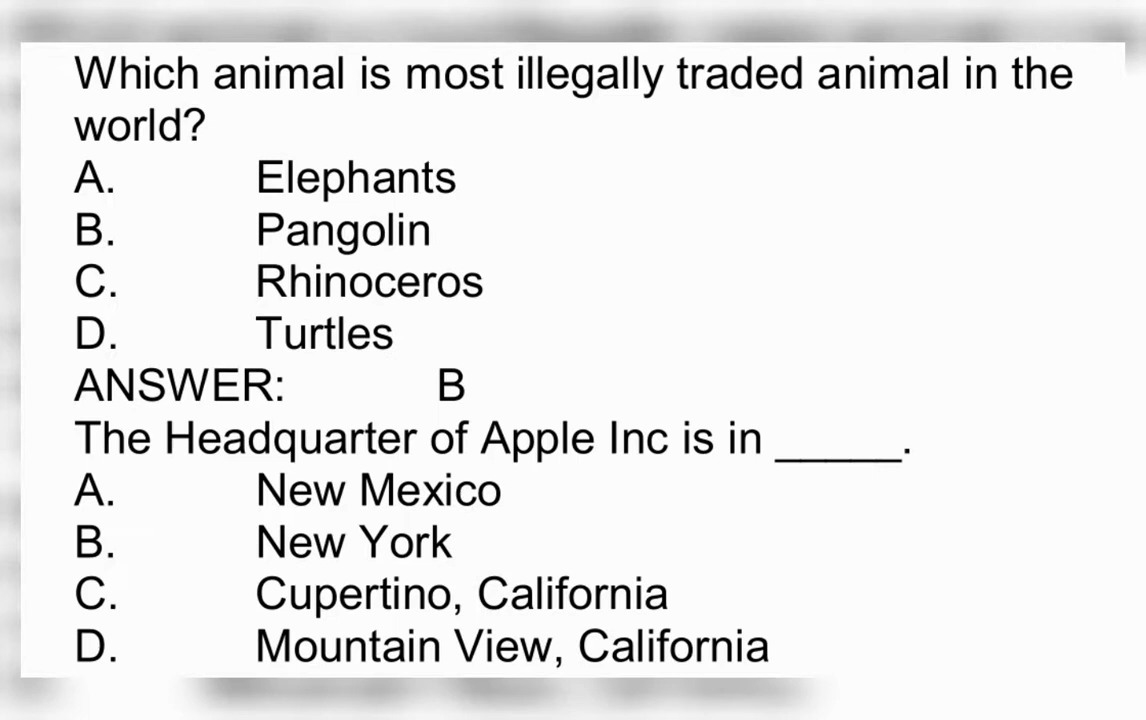 Which animal is most illegally traded animal in the
world?
A. Elephants
B. Pangolin
C. Rhinoceros
D. Turtles
ANSWER: B
The Headquarter of Apple Inc is in _____.
A. New Mexico
B. New York
C. Cupertino, California
D. Mountain View, California